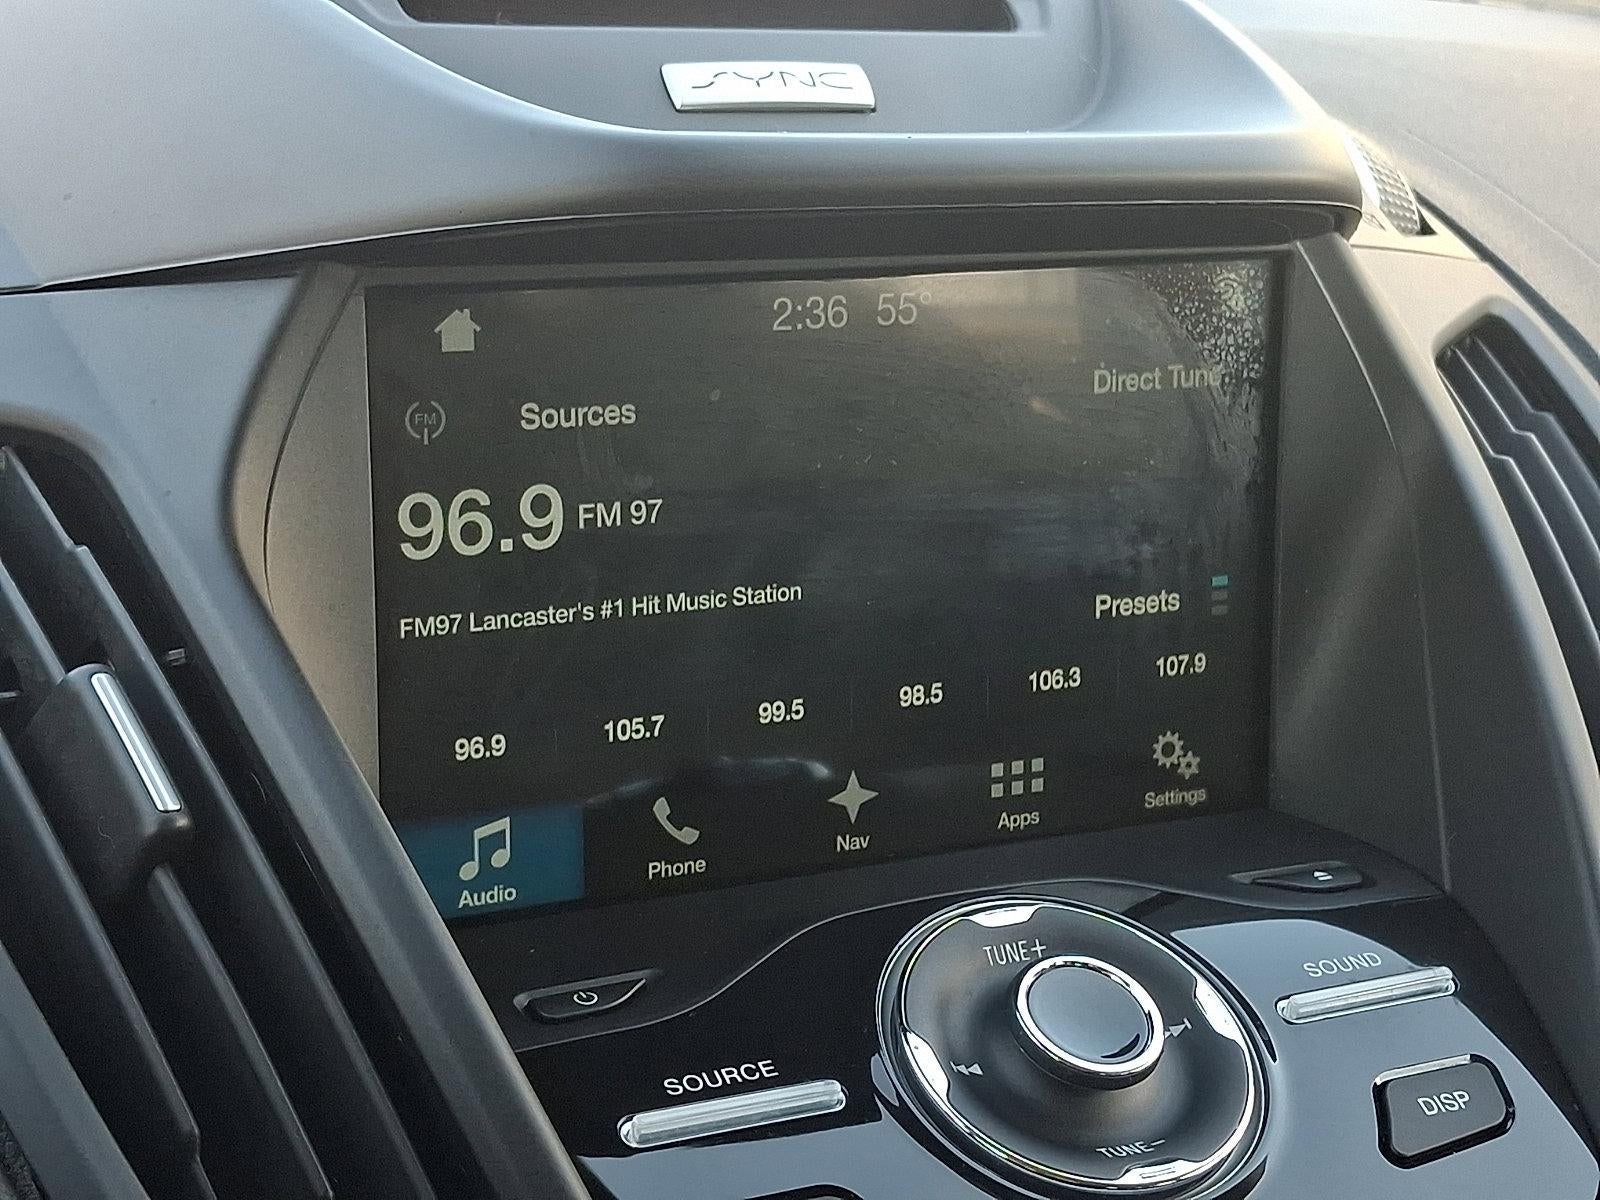 SYNC
2:36 55°
Direct Tune
FM
Sources
96.9 FM 97
FM97 Lancaster's #1 Hit Music Station
Presets
96.9 105.7 99.5 98.5 106.3 107.9
Audio Phone Nav Apps Settings
TUNE+
SOUND
SOURCE
DISP
TUNE-